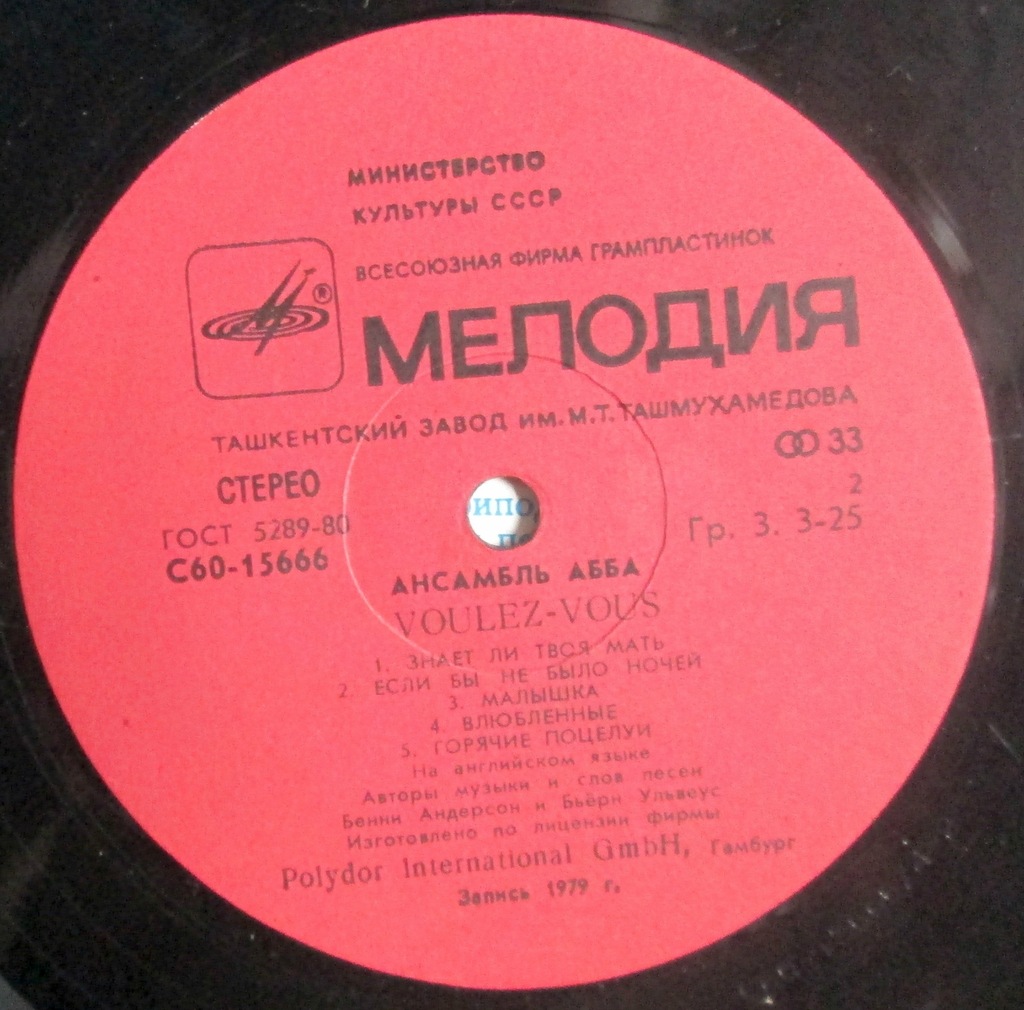 МИНИСТЕРСТВО
КУЛЬТУРЫ СССР
ВСЕСОЮЗНАЯ ФИРМА ГРАМПЛАСТИНОК
®
МЕЛОДИЯ
ТАШКЕНТСКИЙ ЗАВОД ИМ. М.Т. ТАШМУХАМЕДОВА
СТЕРЕО
33
ГОСТ 5289-80
2
С60-15666
Гр. 3. 3-25
ИПО
АНСАМБЛЬ АББА
VOULEZ-VOUS
1. ЗНАЕТ ЛИ ТВОЯ МАТЬ
2. ЕСЛИ БЫ НЕ БЫЛО НОЧЕЙ
3. МАЛЫШКА
4. ВЛЮБЛЕННЫЕ
5. ГОРЯЧИЕ ПОЦЕЛУИ
На английском языке
Авторы музыки и слов песен
Бенни Андерсон и Бьёрн Ульвеус
Изготовлено по лицензии фирмы
Polydor International GmbH, Гамбург
Запись 1979 г.